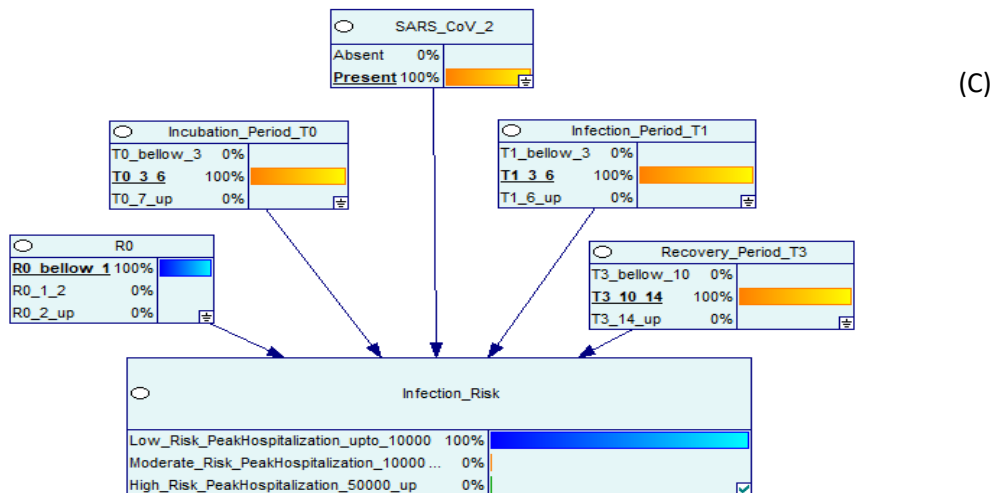 SARS_CoV_2
Absent 0%
Present 100%
(C)
Incubation_Period_T0
T0_bellow_3 0%
T0_3_6 100%
T0_7_up 0%
Infection_Period_T1
T1_bellow_3 0%
T1_3_6 100%
T1_6_up 0%
R0
R0_bellow_1 100%
R0_1_2 0%
R0_2_up 0%
Recovery_Period_T3
T3_bellow_10 0%
T3_10_14 100%
T3_14_up 0%
Infection_Risk
Low_Risk_PeakHospitalization_upto_10000 100%
Moderate_Risk_PeakHospitalization_10000 ... 0%
High_Risk_PeakHospitalization_50000_up 0%